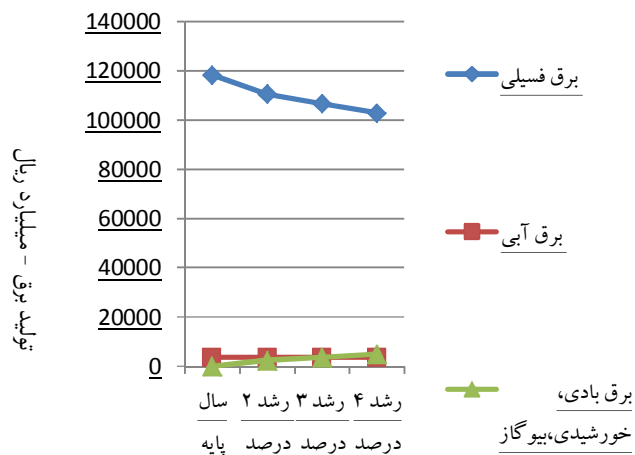 140000
120000
100000
80000
60000
40000
20000
0
تولید برق - میلیارد ریال
سال پایه
رشد ۲ درصد
رشد ۳ درصد
رشد ۴ درصد
برق فسیلی
برق آبی
برق بادی،
خورشیدی،بیوگاز